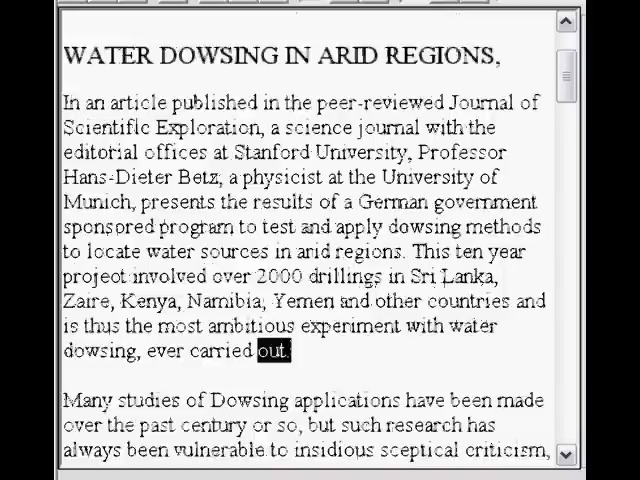 WATER DOWSING IN ARID REGIONS,
In an article published in the peer-reviewed Journal of
Scientific Exploration, a science journal with the
editorial offices at Stanford University, Professor
Hans-Dieter Betz, a physicist at the University of
Munich, presents the results of a German government
sponsored program to test and apply dowsing methods
to locate water sources in arid regions. This ten year
project involved over 2000 drillings in Sri Lanka,
Zaire, Kenya, Namibia, Yemen and other countries and
is thus the most ambitious experiment with water
dowsing, ever carried out.
Many studies of Dowsing applications have been made
over the past century or so, but such research has
always been vulnerable to insidious sceptical criticism,